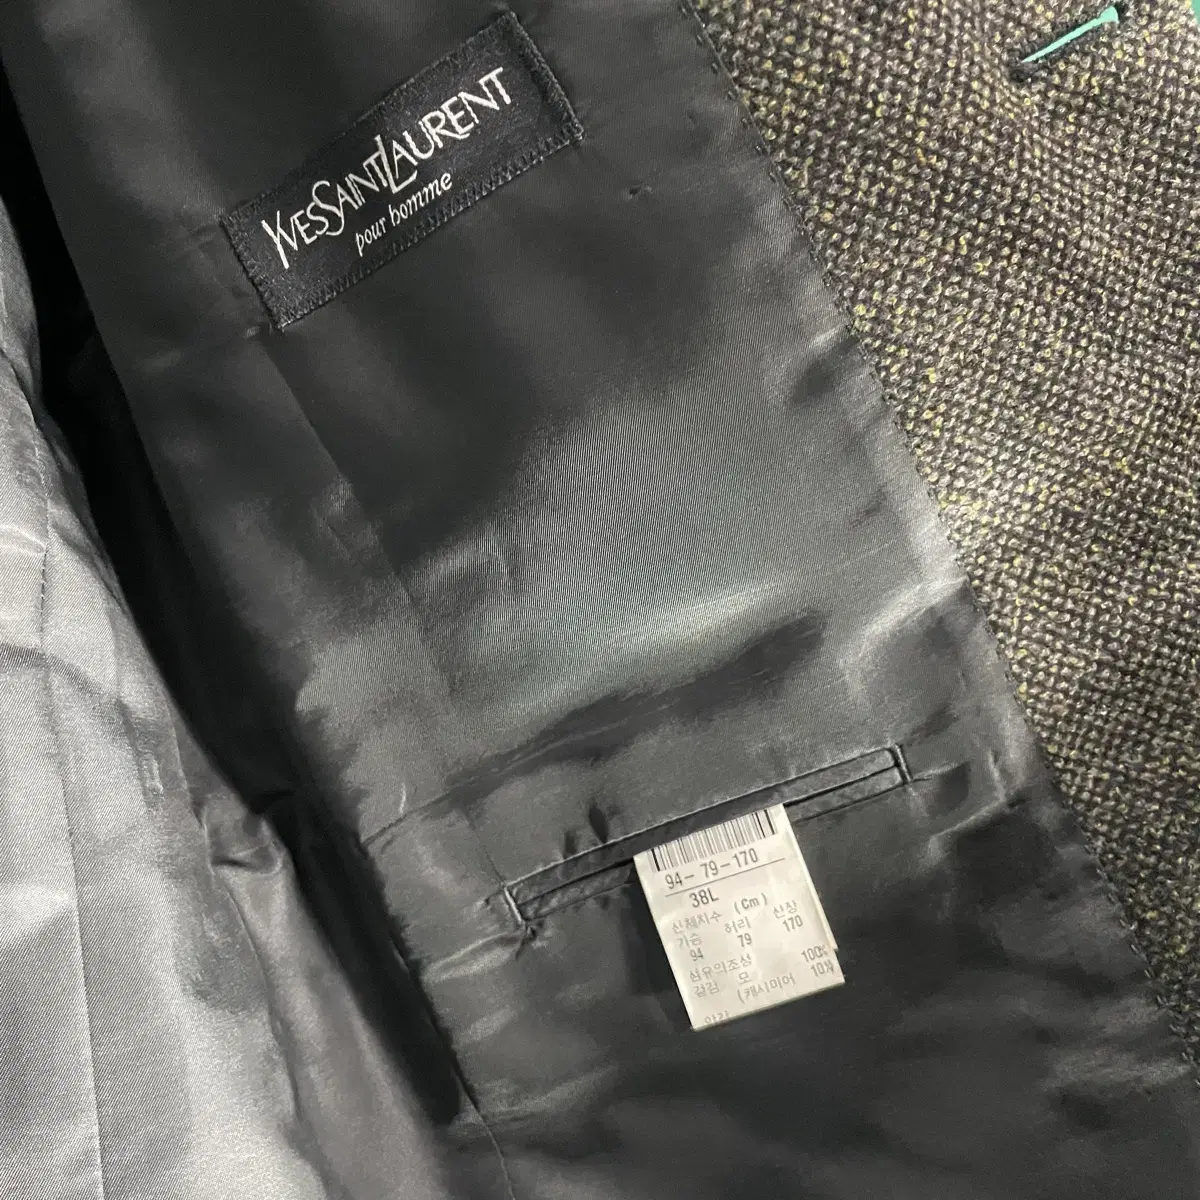 YVESSAINTLAURENT
pour homme
94-79-170
38L
신체치수 (Cm)
가슴 허리 신장
94 79 170
섬유의조성
겉감 모 100%
(캐시미어 10%